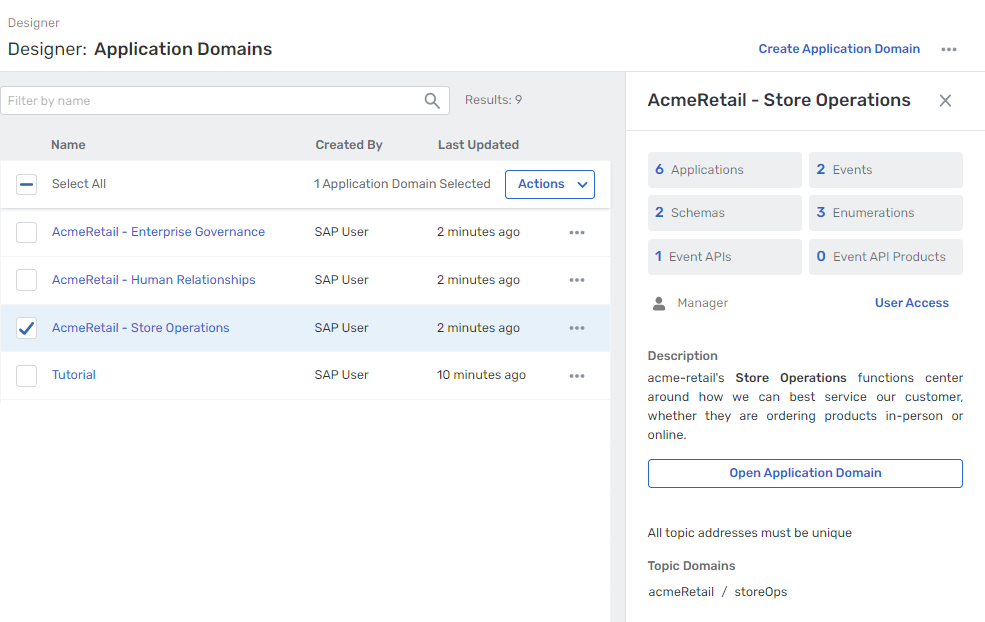 Designer
Designer: Application Domains
Create Application Domain
Filter by name
Results: 9
Name Created By Last Updated
Select All 1 Application Domain Selected Actions
AcmeRetail - Enterprise Governance SAP User 2 minutes ago
AcmeRetail - Human Relationships SAP User 2 minutes ago
AcmeRetail - Store Operations SAP User 2 minutes ago
Tutorial SAP User 10 minutes ago
AcmeRetail - Store Operations
6 Applications 2 Events
2 Schemas 3 Enumerations
1 Event APIs 0 Event API Products
Manager User Access
Description
acme-retail's Store Operations functions center
around how we can best service our customer,
whether they are ordering products in-person or
online.
Open Application Domain
All topic addresses must be unique
Topic Domains
acmeRetail / storeOps